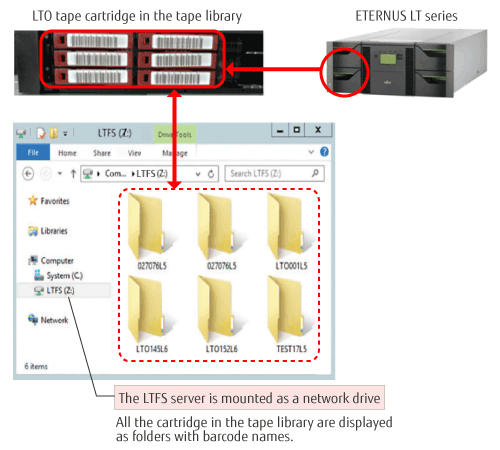 LTO tape cartridge in the tape library
ETERNUS LT series
LTFS (Z:)
Drive Tools
File Home Share View Manage
Com... LTFS (Z:)
Search LTFS (Z:)
Favorites
Libraries
Computer
System (C:)
LTFS (Z:)
Network
027076L5 027076L5 LTO001L5
LTO145L6 LTO152L6 TEST17L5
6 items
The LTFS server is mounted as a network drive
All the cartridge in the tape library are displayed
as folders with barcode names.